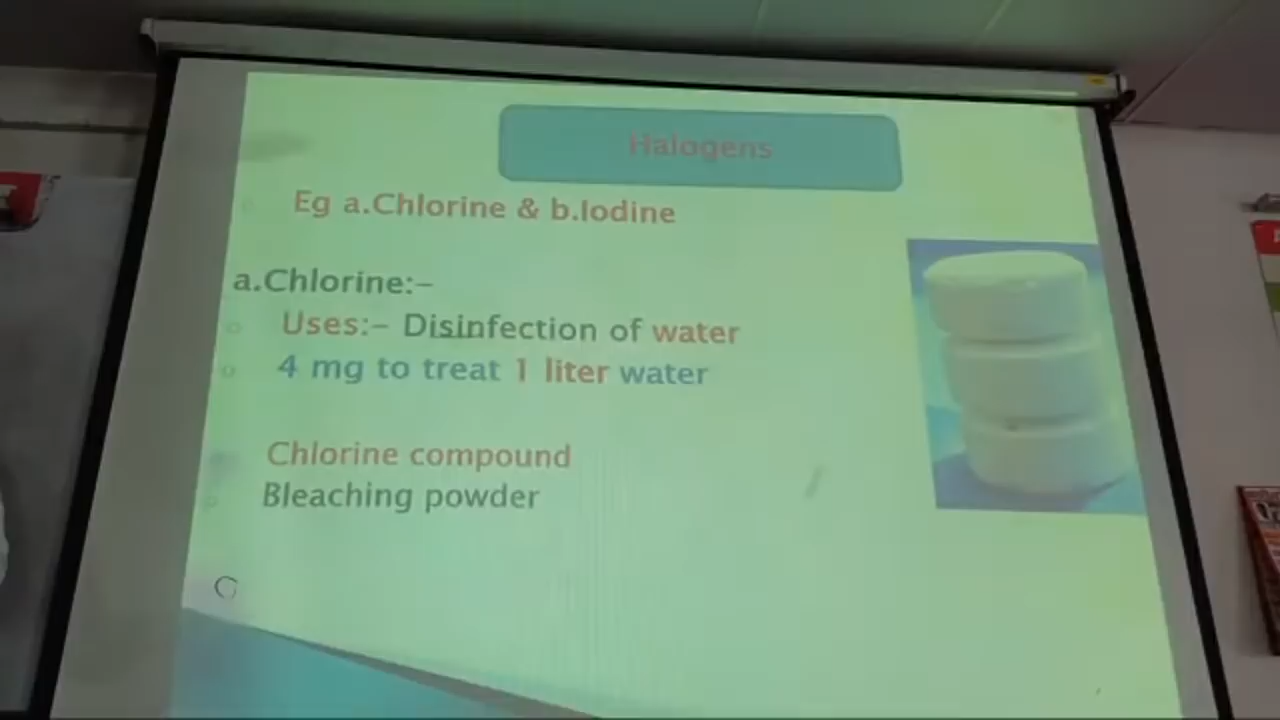 Halogens
Eg a.Chlorine & b.Iodine
a.Chlorine:–
Uses:– Disinfection of water
4 mg to treat 1 liter water
Chlorine compound
Bleaching powder